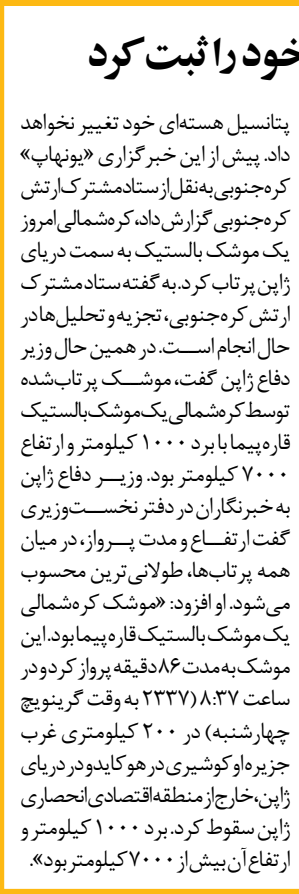 خود را ثبت کرد
پتانسیل هسته‌ای خود تغییر نخواهد
داد. پیش از این خبرگزاری «یونهاپ»
کره‌جنوبی به‌نقل از ستاد مشترک ارتش
کره‌جنوبی گزارش داد، کره‌شمالی امروز
یک موشک بالستیک به سمت دریای
ژاپن پرتاب کرد. به گفته ستاد مشترک
ارتش کره‌جنوبی، تجزیه و تحلیل‌ها در
حال انجام اســت. در همین حال وزیر
دفاع ژاپن گفت، موشــک پرتاب‌شده
توسط کره‌شمالی یک موشک بالستیک
قاره‌پیما با برد ۱۰۰۰ کیلومتر و ارتفاع
۷۰۰۰ کیلومتر بود. وزیــر دفاع ژاپن
به خبرنگاران در دفتر نخســت‌وزیری
گفت ارتفــاع و مدت پــرواز، در میان
همه پرتاب‌ها، طولانی‌ترین محسوب
می‌شود. او افزود: «موشک کره‌شمالی
یک موشک بالستیک قاره‌پیما بود. این
موشک به مدت ۸۶ دقیقه پرواز کرد و در
ساعت ۸:۳۷ (۲۳۳۷ به وقت گرینویچ
چهارشنبه) در ۲۰۰ کیلومتری غرب
جزیره اوکوشیری در هوکایدو در دریای
ژاپن، خارج از منطقه اقتصادی انحصاری
ژاپن سقوط کرد. برد ۱۰۰۰ کیلومتر و
ارتفاع آن بیش از ۷۰۰۰ کیلومتر بود».